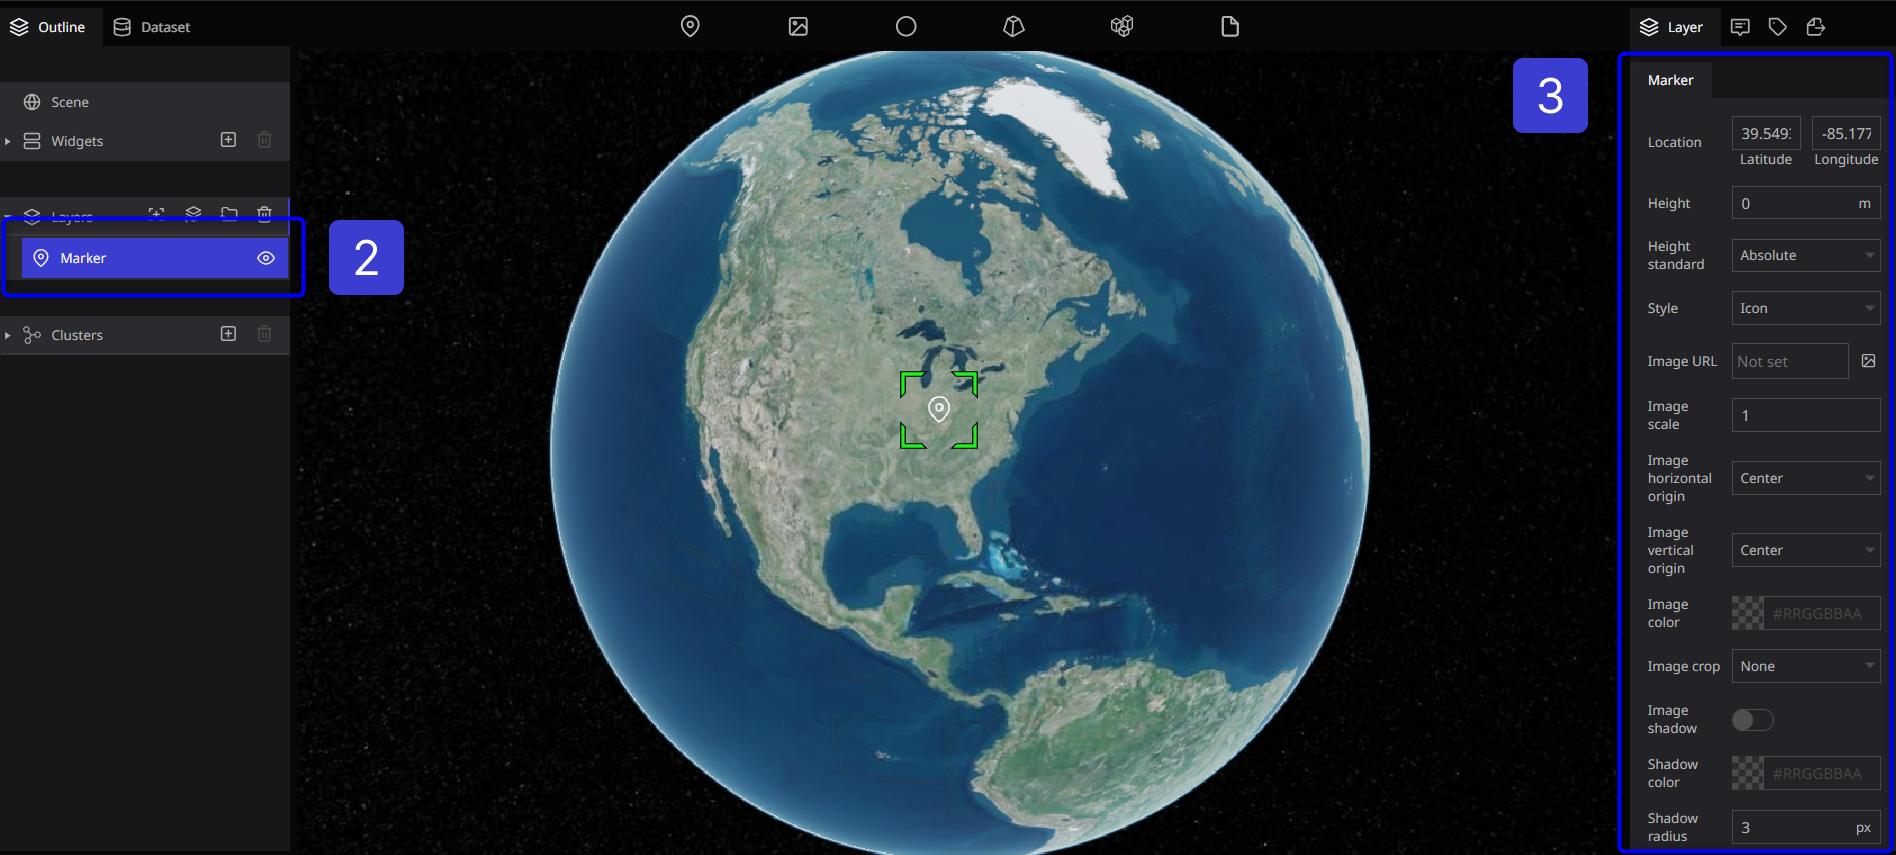 Outline
Dataset
Layer
Scene
Widgets
Layers
Marker
Clusters
2
3
Marker
Location
39.549
-85.177
Latitude
Longitude
Height
0
m
Height
standard
Absolute
Style
Icon
Image URL
Not set
Image
scale
1
Image
horizontal
origin
Center
Image
vertical
origin
Center
Image
color
#RRGGBBAA
Image crop
None
Image
shadow
Shadow
color
#RRGGBBAA
Shadow
radius
3
px